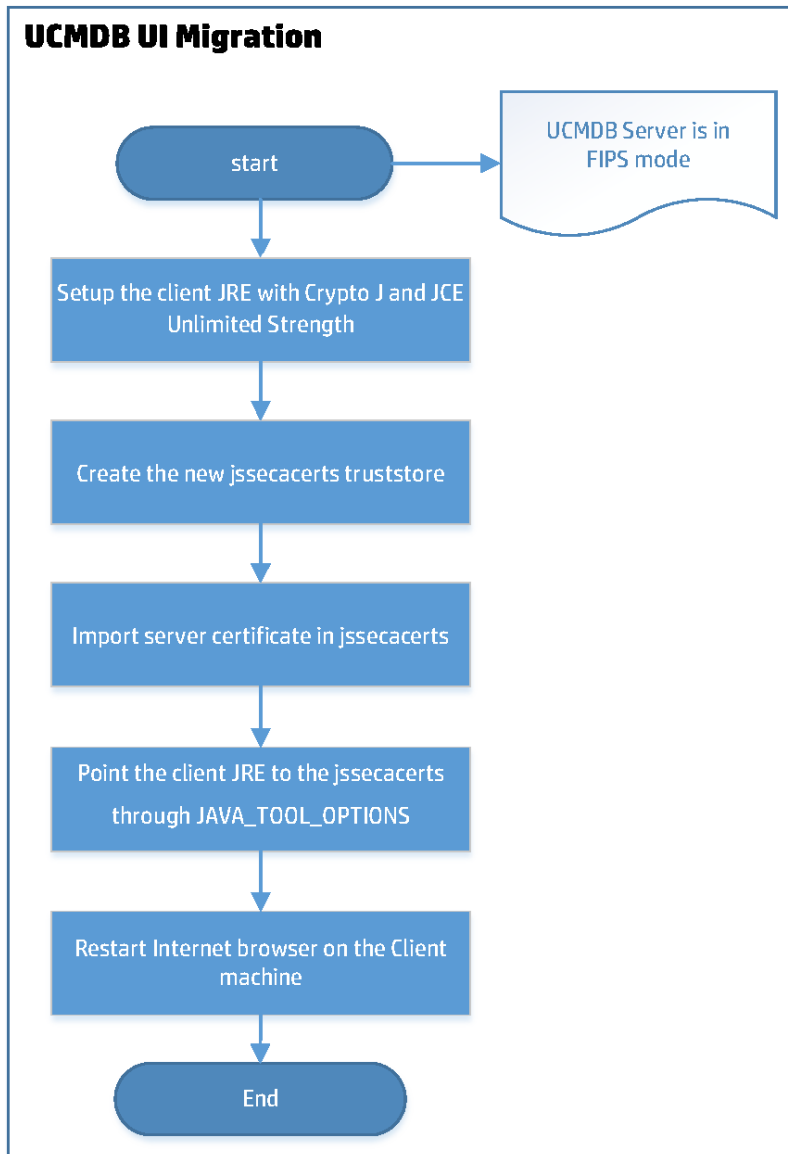 UCMDB UI Migration
start
UCMDB Server is in
FIPS mode
Setup the client JRE with Crypto J and JCE
Unlimited Strength
Create the new jssecacerts truststore
Import server certificate in jssecacerts
Point the client JRE to the jssecacerts
through JAVA_TOOL_OPTIONS
Restart Internet browser on the Client
machine
End